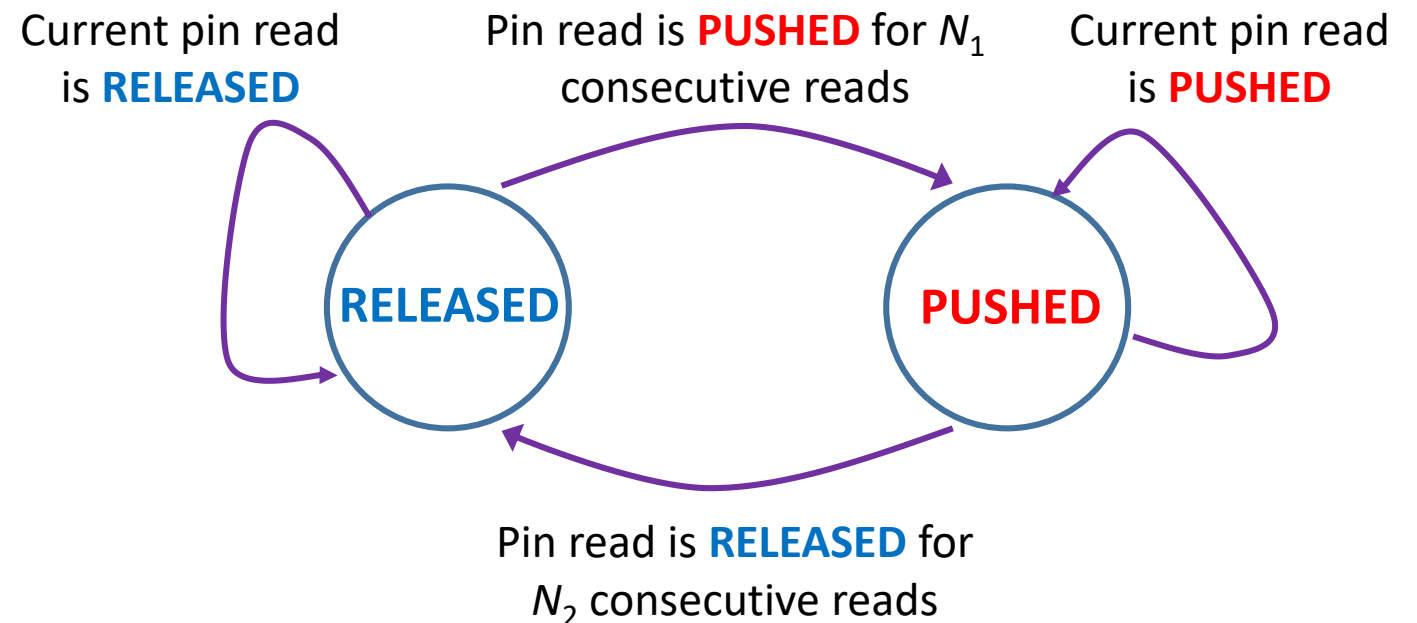 Current pin read
is RELEASED
Pin read is PUSHED for N₁
consecutive reads
Current pin read
is PUSHED
RELEASED
PUSHED
Pin read is RELEASED for
N₂ consecutive reads